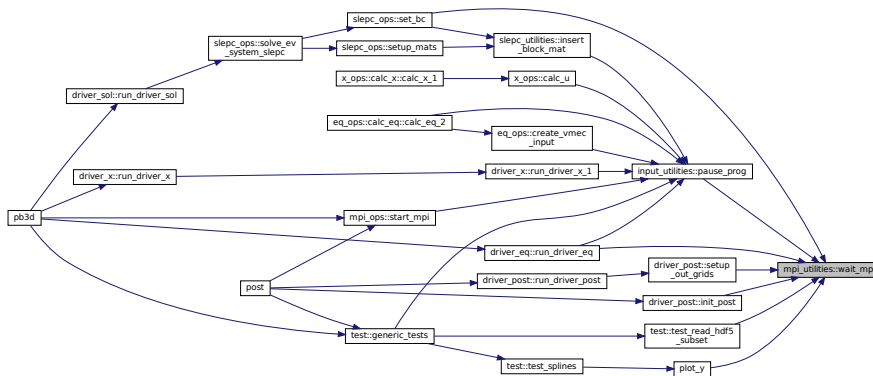 slepc_ops::set_bc
slepc_ops::solve_ev
_system_slepc
slepc_ops::setup_mats
slepc_utilities::insert
_block_mat
x_ops::calc_x::calc_x_1
x_ops::calc_u
driver_sol::run_driver_sol
eq_ops::calc_eq::calc_eq_2
eq_ops::create_vmec
_input
driver_x::run_driver_x
driver_x::run_driver_x_1
input_utilities::pause_prog
pb3d
mpi_ops::start_mpi
driver_eq::run_driver_eq
driver_post::setup
_out_grids
mpi_utilities::wait_mp
post
driver_post::run_driver_post
driver_post::init_post
test::generic_tests
test::test_read_hdf5
_subset
test::test_splines
plot_y